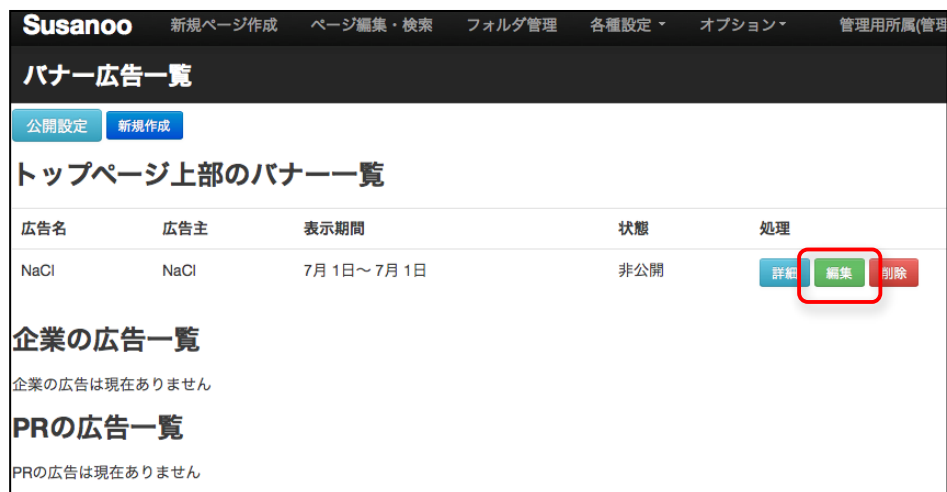 Susanoo 新規ページ作成 ページ編集・検索 フォルダ管理 各種設定 オプション 管理用所属(管理
バナー広告一覧
公開設定 新規作成
トップページ上部のバナー一覧
広告名 広告主 表示期間 状態 処理
NaCl NaCl 7月 1日〜 7月 1日 非公開 詳細 編集 削除
企業の広告一覧
企業の広告は現在ありません
PRの広告一覧
PRの広告は現在ありません